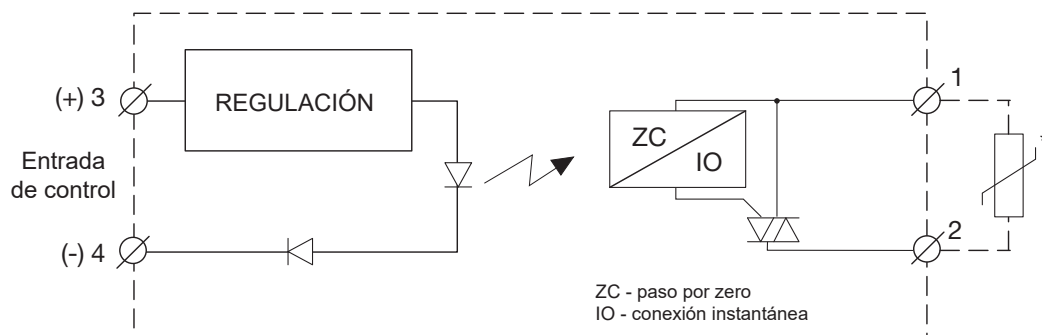 (+) 3
REGULACIÓN
Entrada
de control
(-) 4
ZC
IO
1
2
*
ZC - paso por zero
IO - conexión instantánea